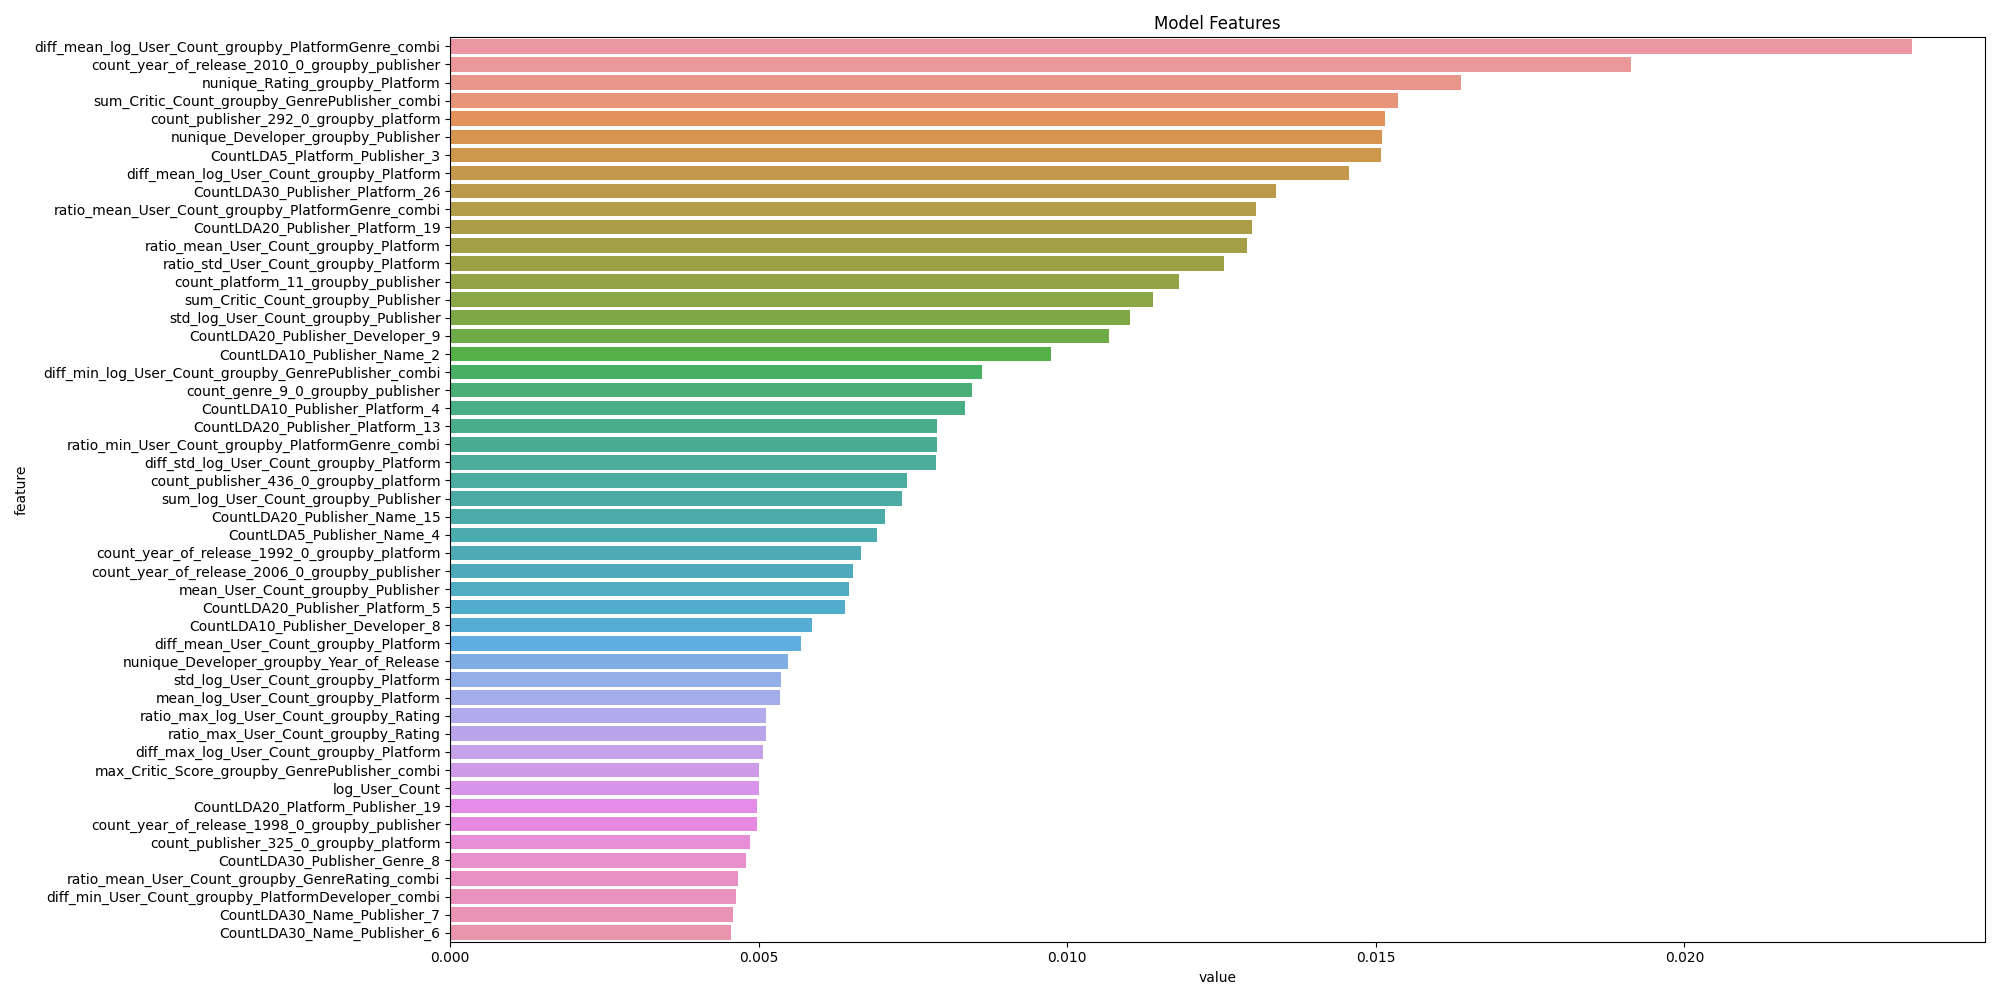 Model Features
feature
diff_mean_log_User_Count_groupby_PlatformGenre_combi
count_year_of_release_2010_0_groupby_publisher
nunique_Rating_groupby_Platform
sum_Critic_Count_groupby_GenrePublisher_combi
count_publisher_292_0_groupby_platform
nunique_Developer_groupby_Publisher
CountLDA5_Platform_Publisher_3
diff_mean_log_User_Count_groupby_Platform
CountLDA30_Publisher_Platform_26
ratio_mean_User_Count_groupby_PlatformGenre_combi
CountLDA20_Publisher_Platform_19
ratio_mean_User_Count_groupby_Platform
ratio_std_User_Count_groupby_Platform
count_platform_11_groupby_publisher
sum_Critic_Count_groupby_Publisher
std_log_User_Count_groupby_Publisher
CountLDA20_Publisher_Developer_9
CountLDA10_Publisher_Name_2
diff_min_log_User_Count_groupby_GenrePublisher_combi
count_genre_9_0_groupby_publisher
CountLDA10_Publisher_Platform_4
CountLDA20_Publisher_Platform_13
ratio_min_User_Count_groupby_PlatformGenre_combi
diff_std_log_User_Count_groupby_Platform
count_publisher_436_0_groupby_platform
sum_log_User_Count_groupby_Publisher
CountLDA20_Publisher_Name_15
CountLDA5_Publisher_Name_4
count_year_of_release_1992_0_groupby_platform
count_year_of_release_2006_0_groupby_publisher
mean_User_Count_groupby_Publisher
CountLDA20_Publisher_Platform_5
CountLDA10_Publisher_Developer_8
diff_mean_User_Count_groupby_Platform
nunique_Developer_groupby_Year_of_Release
std_log_User_Count_groupby_Platform
mean_log_User_Count_groupby_Platform
ratio_max_log_User_Count_groupby_Rating
ratio_max_User_Count_groupby_Rating
diff_max_log_User_Count_groupby_Platform
max_Critic_Score_groupby_GenrePublisher_combi
log_User_Count
CountLDA20_Platform_Publisher_19
count_year_of_release_1998_0_groupby_publisher
count_publisher_325_0_groupby_platform
CountLDA30_Publisher_Genre_8
ratio_mean_User_Count_groupby_GenreRating_combi
diff_min_User_Count_groupby_PlatformDeveloper_combi
CountLDA30_Name_Publisher_7
CountLDA30_Name_Publisher_6
0.000 0.005 0.010 0.015 0.020
value